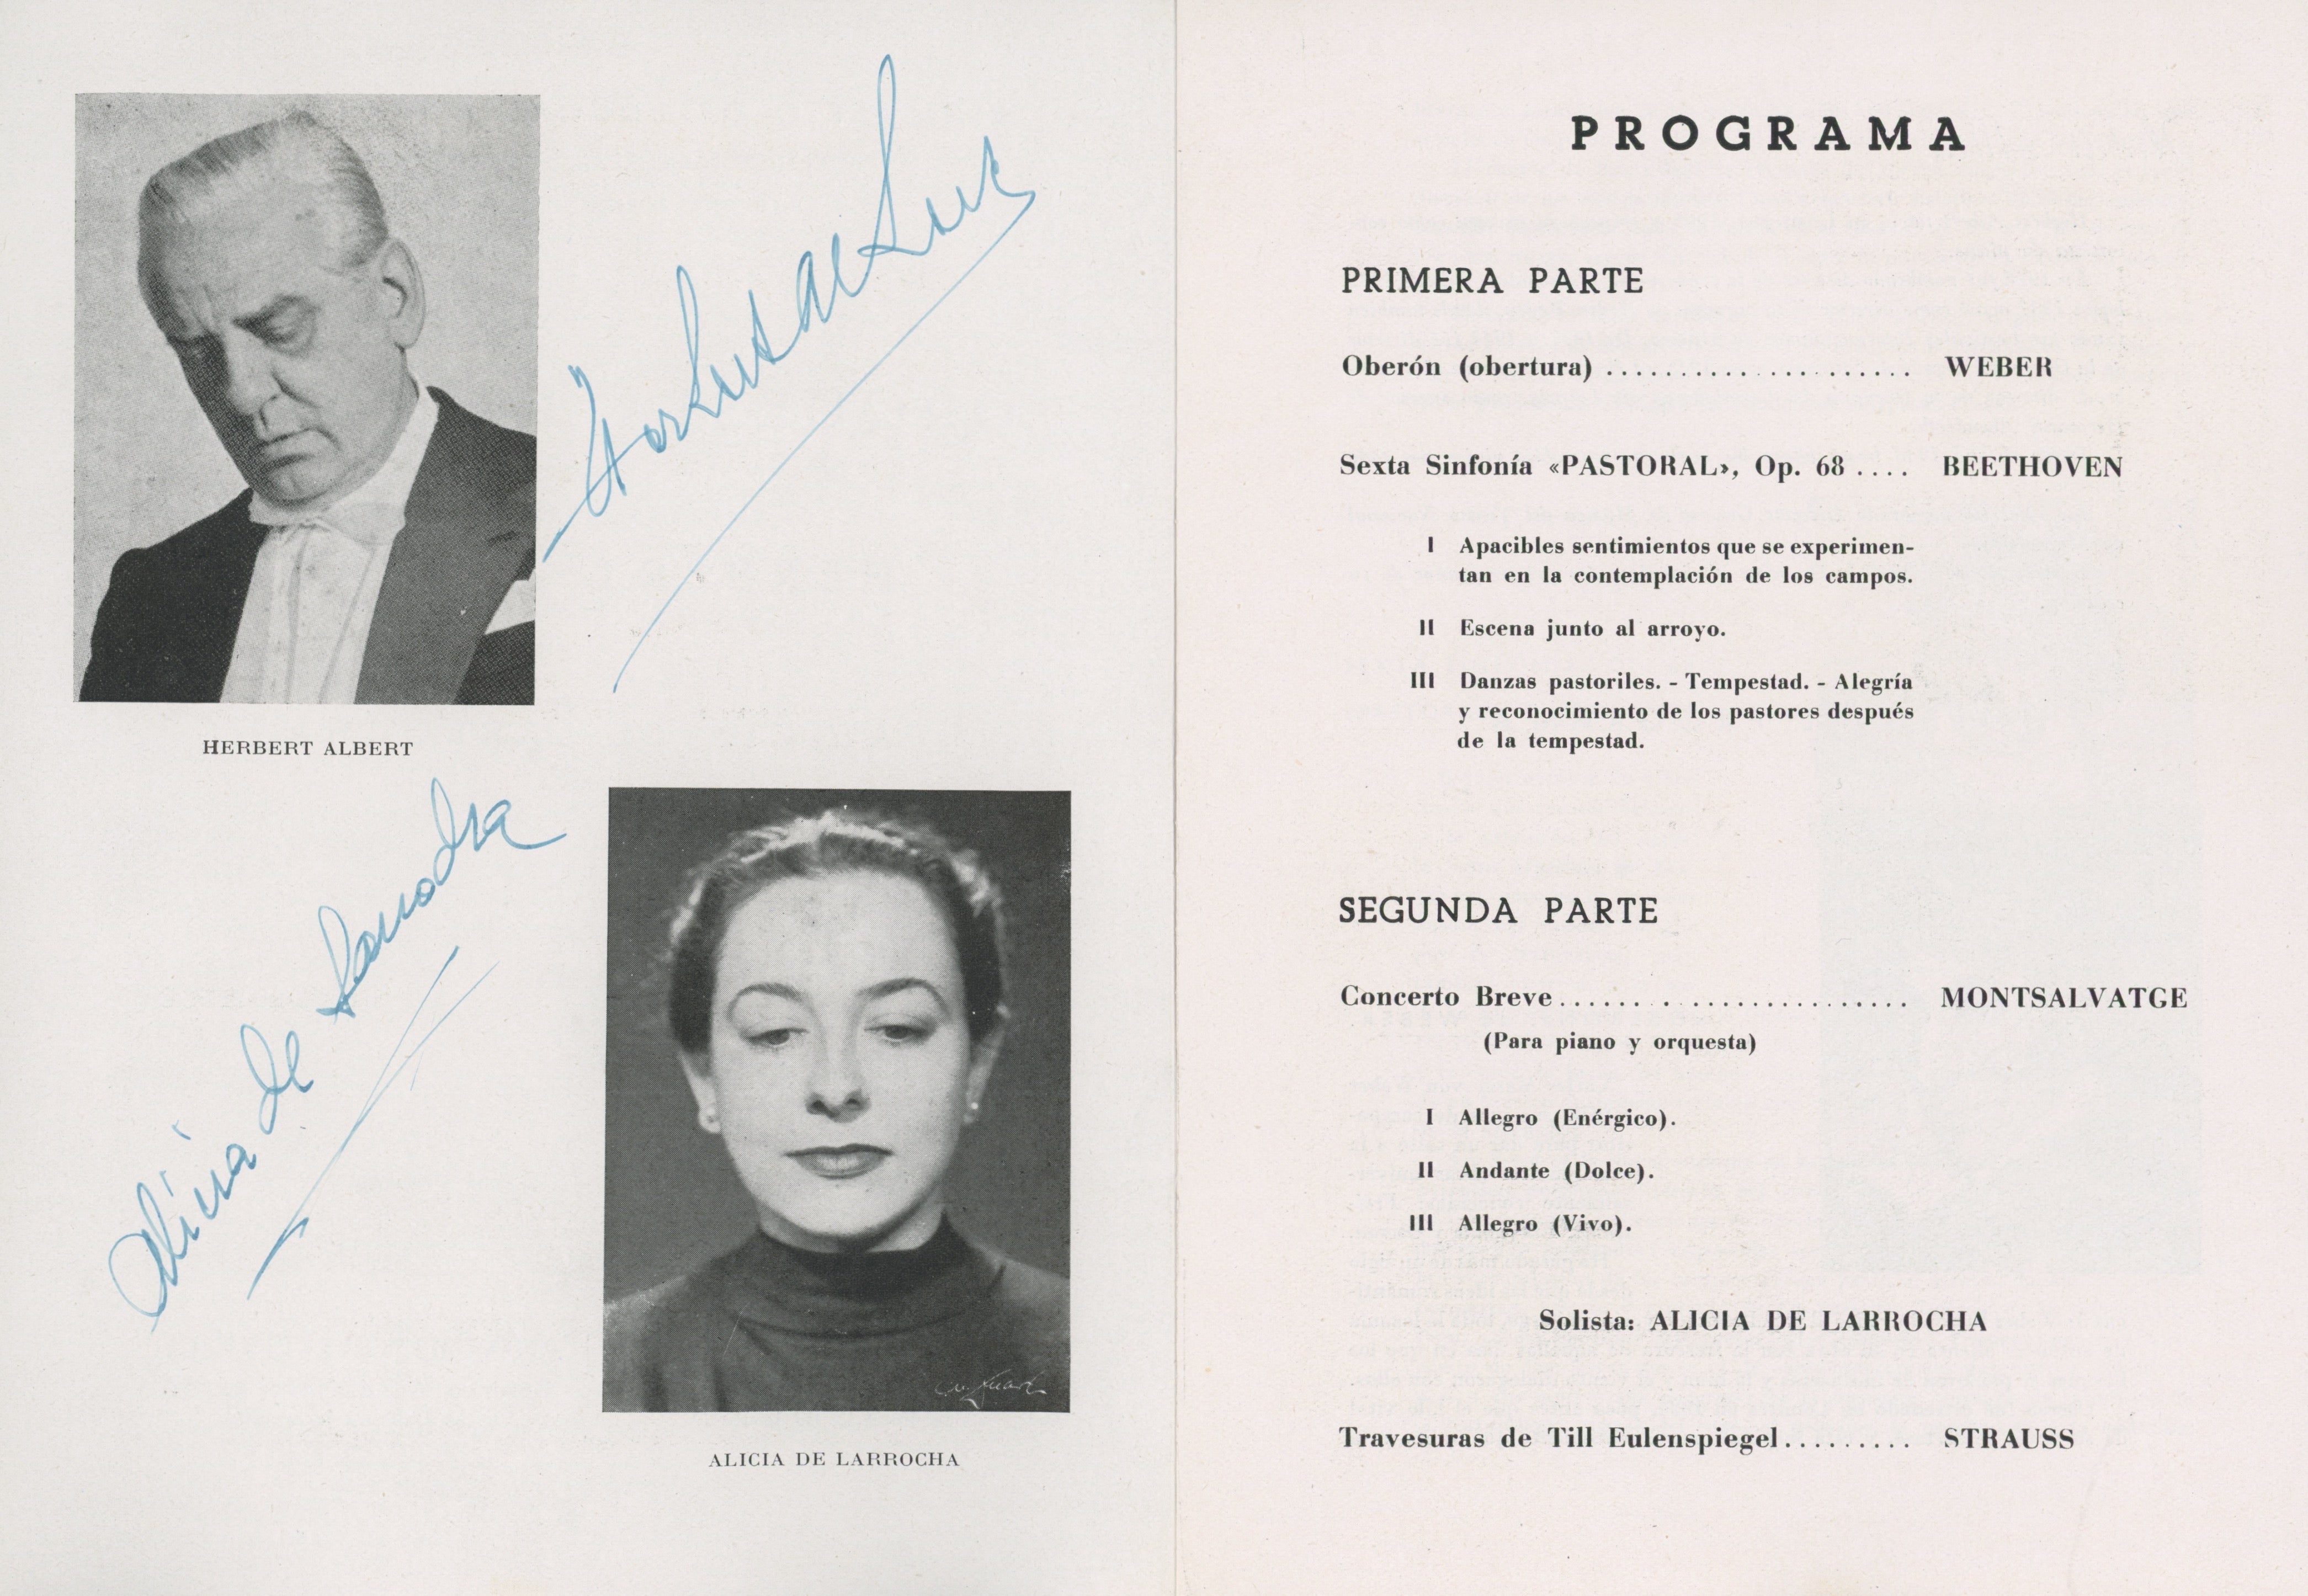 HERBERT ALBERT
Alicia de Larrocha
ALICIA DE LARROCHA
PROGRAMA
PRIMERA PARTE
Oberón (obertura) .................... WEBER
Sexta Sinfonía «PASTORAL», Op. 68 .... BEETHOVEN
I Apacibles sentimientos que se experimen-
tan en la contemplación de los campos.
II Escena junto al arroyo.
III Danzas pastoriles. - Tempestad. - Alegría
y reconocimiento de los pastores después
de la tempestad.
SEGUNDA PARTE
Concerto Breve...................... MONTSALVATGE
(Para piano y orquesta)
I Allegro (Enérgico).
II Andante (Dolce).
III Allegro (Vivo).
Solista: ALICIA DE LARROCHA
Travesuras de Till Eulenspiegel......... STRAUSS